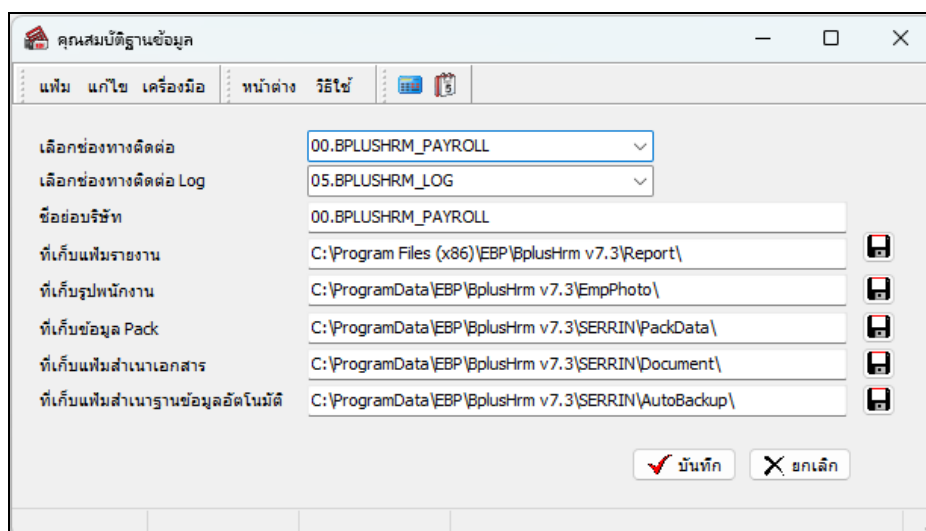 คุณสมบัติฐานข้อมูล
แฟ้ม แก้ไข เครื่องมือ หน้าต่าง วิธีใช้ 5
เลือกช่องทางติดต่อ 00.BPLUSHRM_PAYROLL
เลือกช่องทางติดต่อ Log 05.BPLUSHRM_LOG
ชื่อย่อบริษัท 00.BPLUSHRM_PAYROLL
ที่เก็บแฟ้มรายงาน C:\Program Files (x86)\EBP\BplusHrm v7.3\Report\
ที่เก็บรูปพนักงาน C:\ProgramData\EBP\BplusHrm v7.3\EmpPhoto\
ที่เก็บข้อมูล Pack C:\ProgramData\EBP\BplusHrm v7.3\SERRIN\PackData\
ที่เก็บแฟ้มสำเนาเอกสาร C:\ProgramData\EBP\BplusHrm v7.3\SERRIN\Document\
ที่เก็บแฟ้มสำเนาฐานข้อมูลอัตโนมัติ C:\ProgramData\EBP\BplusHrm v7.3\SERRIN\AutoBackup\
บันทึก ยกเลิก